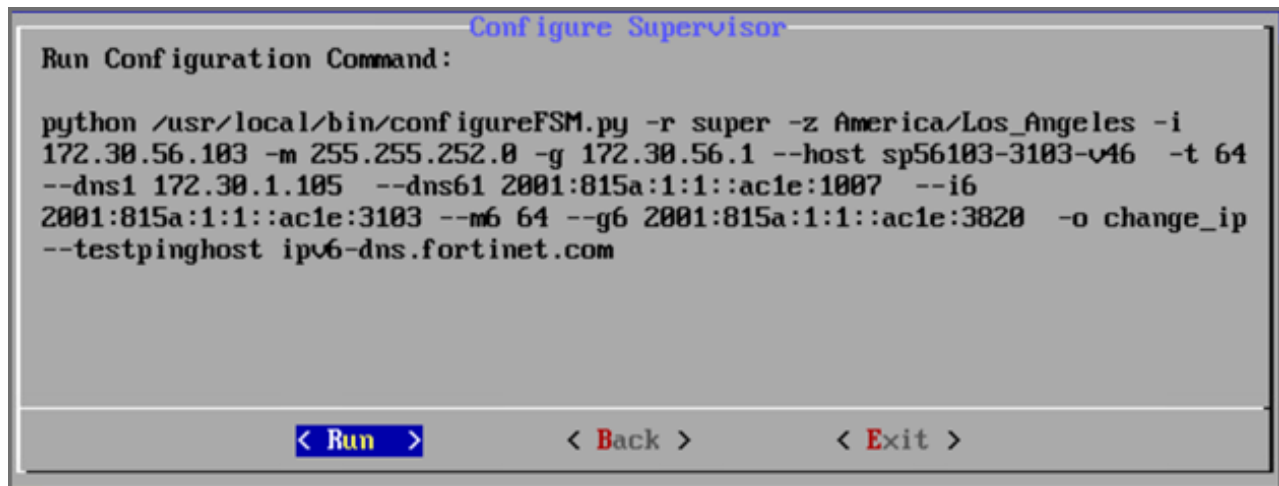 Configure Supervisor
Run Configuration Command:
python /usr/local/bin/configureFSM.py -r super -z America/Los_Angeles -i
172.30.56.103 -m 255.255.252.0 -g 172.30.56.1 --host sp56103-3103-v46 -t 64
--dns1 172.30.1.105 --dns61 2001:815a:1:1::ac1e:1007 --i6
2001:815a:1:1::ac1e:3103 --m6 64 --g6 2001:815a:1:1::ac1e:3820 -o change_ip
--testpinghost ipv6-dns.fortinet.com
< Run > < Back > < Exit >